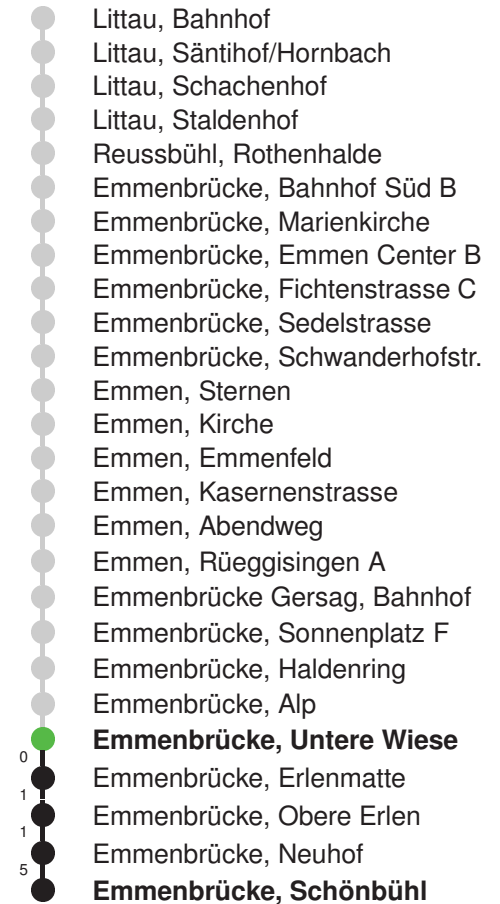 Littau, Bahnhof
Littau, Säntihof/Hornbach
Littau, Schachenhof
Littau, Staldenhof
Reussbühl, Rothenhalde
Emmenbrücke, Bahnhof Süd B
Emmenbrücke, Marienkirche
Emmenbrücke, Emmen Center B
Emmenbrücke, Fichtenstrasse C
Emmenbrücke, Sedelstrasse
Emmenbrücke, Schwanderhofstr.
Emmen, Sternen
Emmen, Kirche
Emmen, Emmenfeld
Emmen, Kasernenstrasse
Emmen, Abendweg
Emmen, Rüeggisingen A
Emmenbrücke Gersag, Bahnhof
Emmenbrücke, Sonnenplatz F
Emmenbrücke, Haldenring
Emmenbrücke, Alp
Emmenbrücke, Untere Wiese
0
Emmenbrücke, Erlenmatte
1
Emmenbrücke, Obere Erlen
1
Emmenbrücke, Neuhof
5
Emmenbrücke, Schönbühl